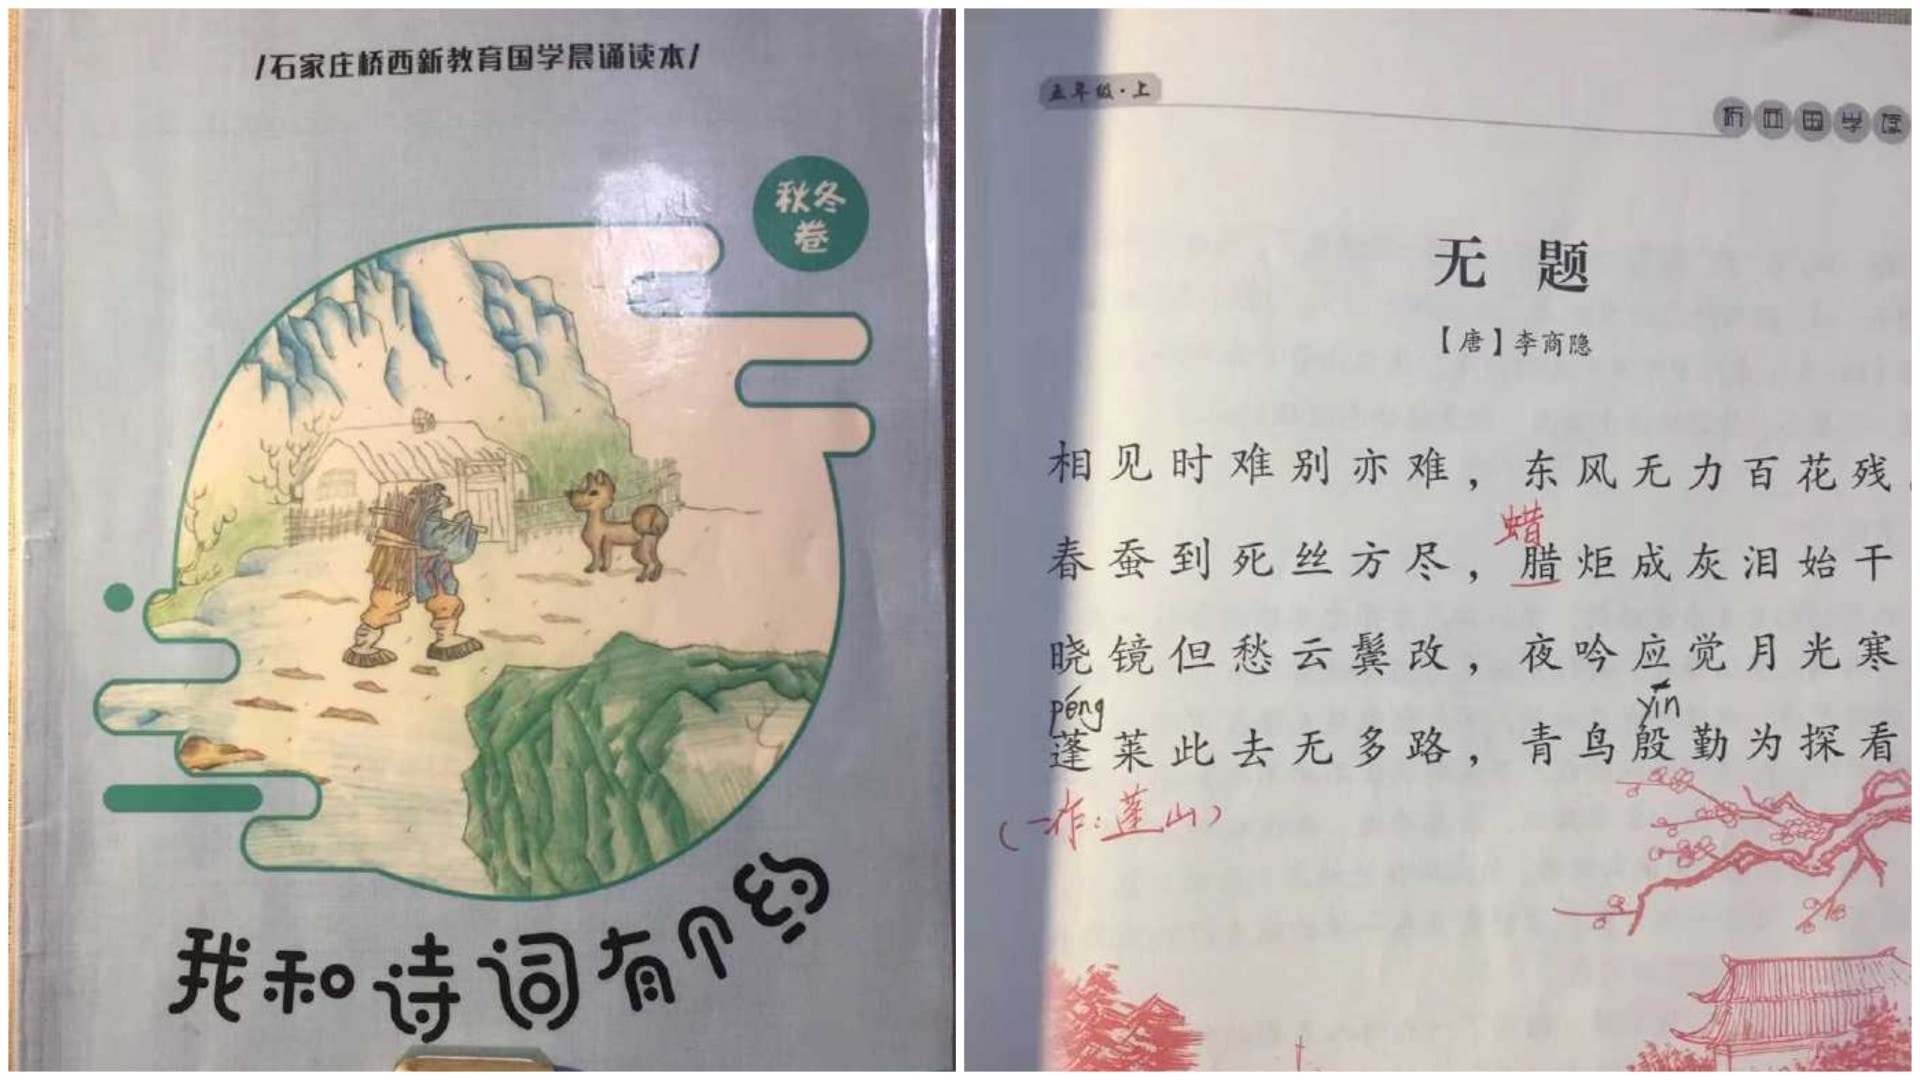 /石家庄桥西新教育国学晨诵读本/
秋冬
卷
我和诗词有个约
五年级·上
桥西国学
无题
【唐】李商隐
相见时难别亦难，东风无力百花残
蜡
春蚕到死丝方尽，腊炬成灰泪始干
晓镜但愁云鬓改，夜吟应觉月光寒
péng
yīn
蓬莱此去无多路，青鸟殷勤为探看
（一作：蓬山）